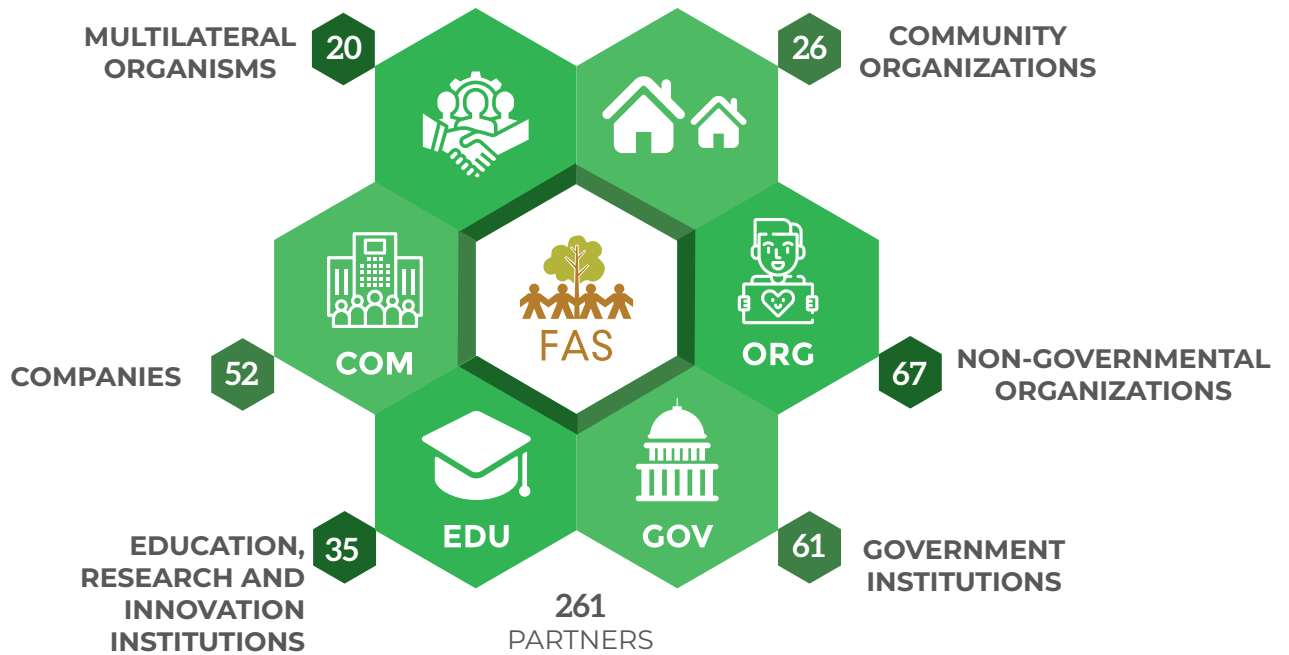 MULTILATERAL
ORGANISMS
20
26
COMMUNITY
ORGANIZATIONS
FAS
COM
ORG
COMPANIES
52
67
NON-GOVERNMENTAL
ORGANIZATIONS
EDU
GOV
EDUCATION,
RESEARCH AND
INNOVATION
INSTITUTIONS
35
61
GOVERNMENT
INSTITUTIONS
261
PARTNERS